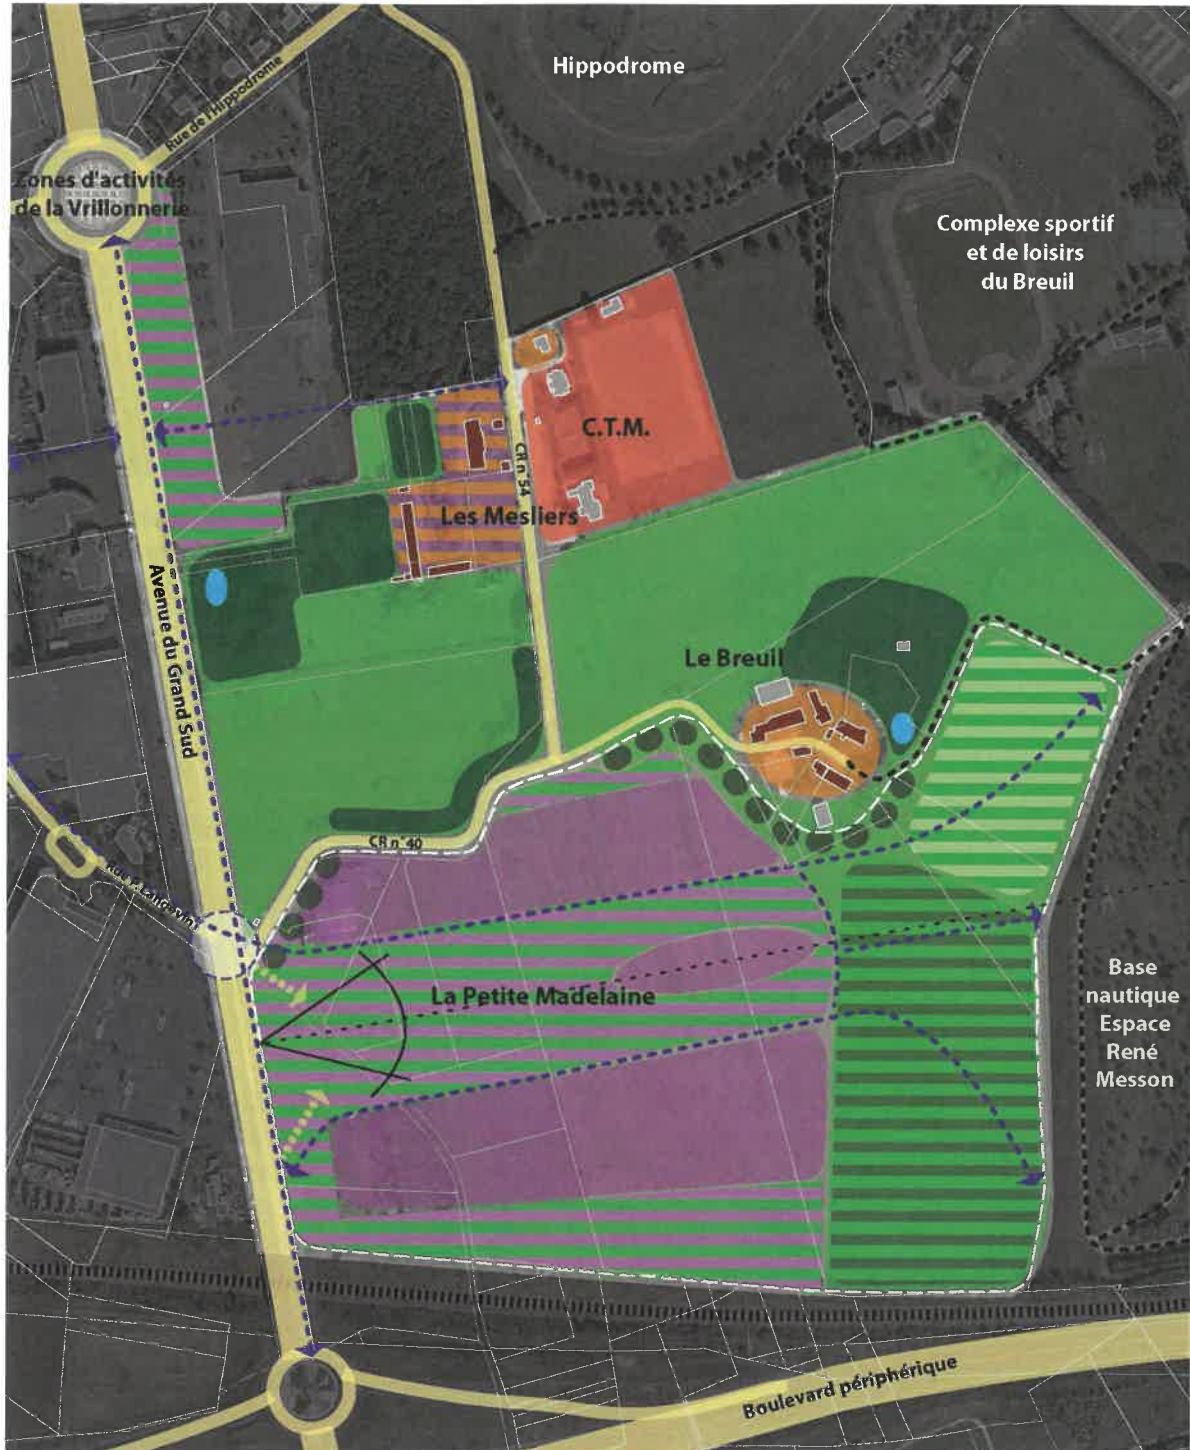 Hippodrome
Rue de l'Hippodrome
Zones d'activités
de la Vrillonnerie
Complexe sportif
et de loisirs
du Breuil
C.T.M.
CR n°54
Les Mesliers
Avenue du Grand Sud
Le Breuil
CR n°40
Rue P. Langevin
La Petite Madelaine
Base
nautique
Espace
René
Messon
Boulevard périphérique